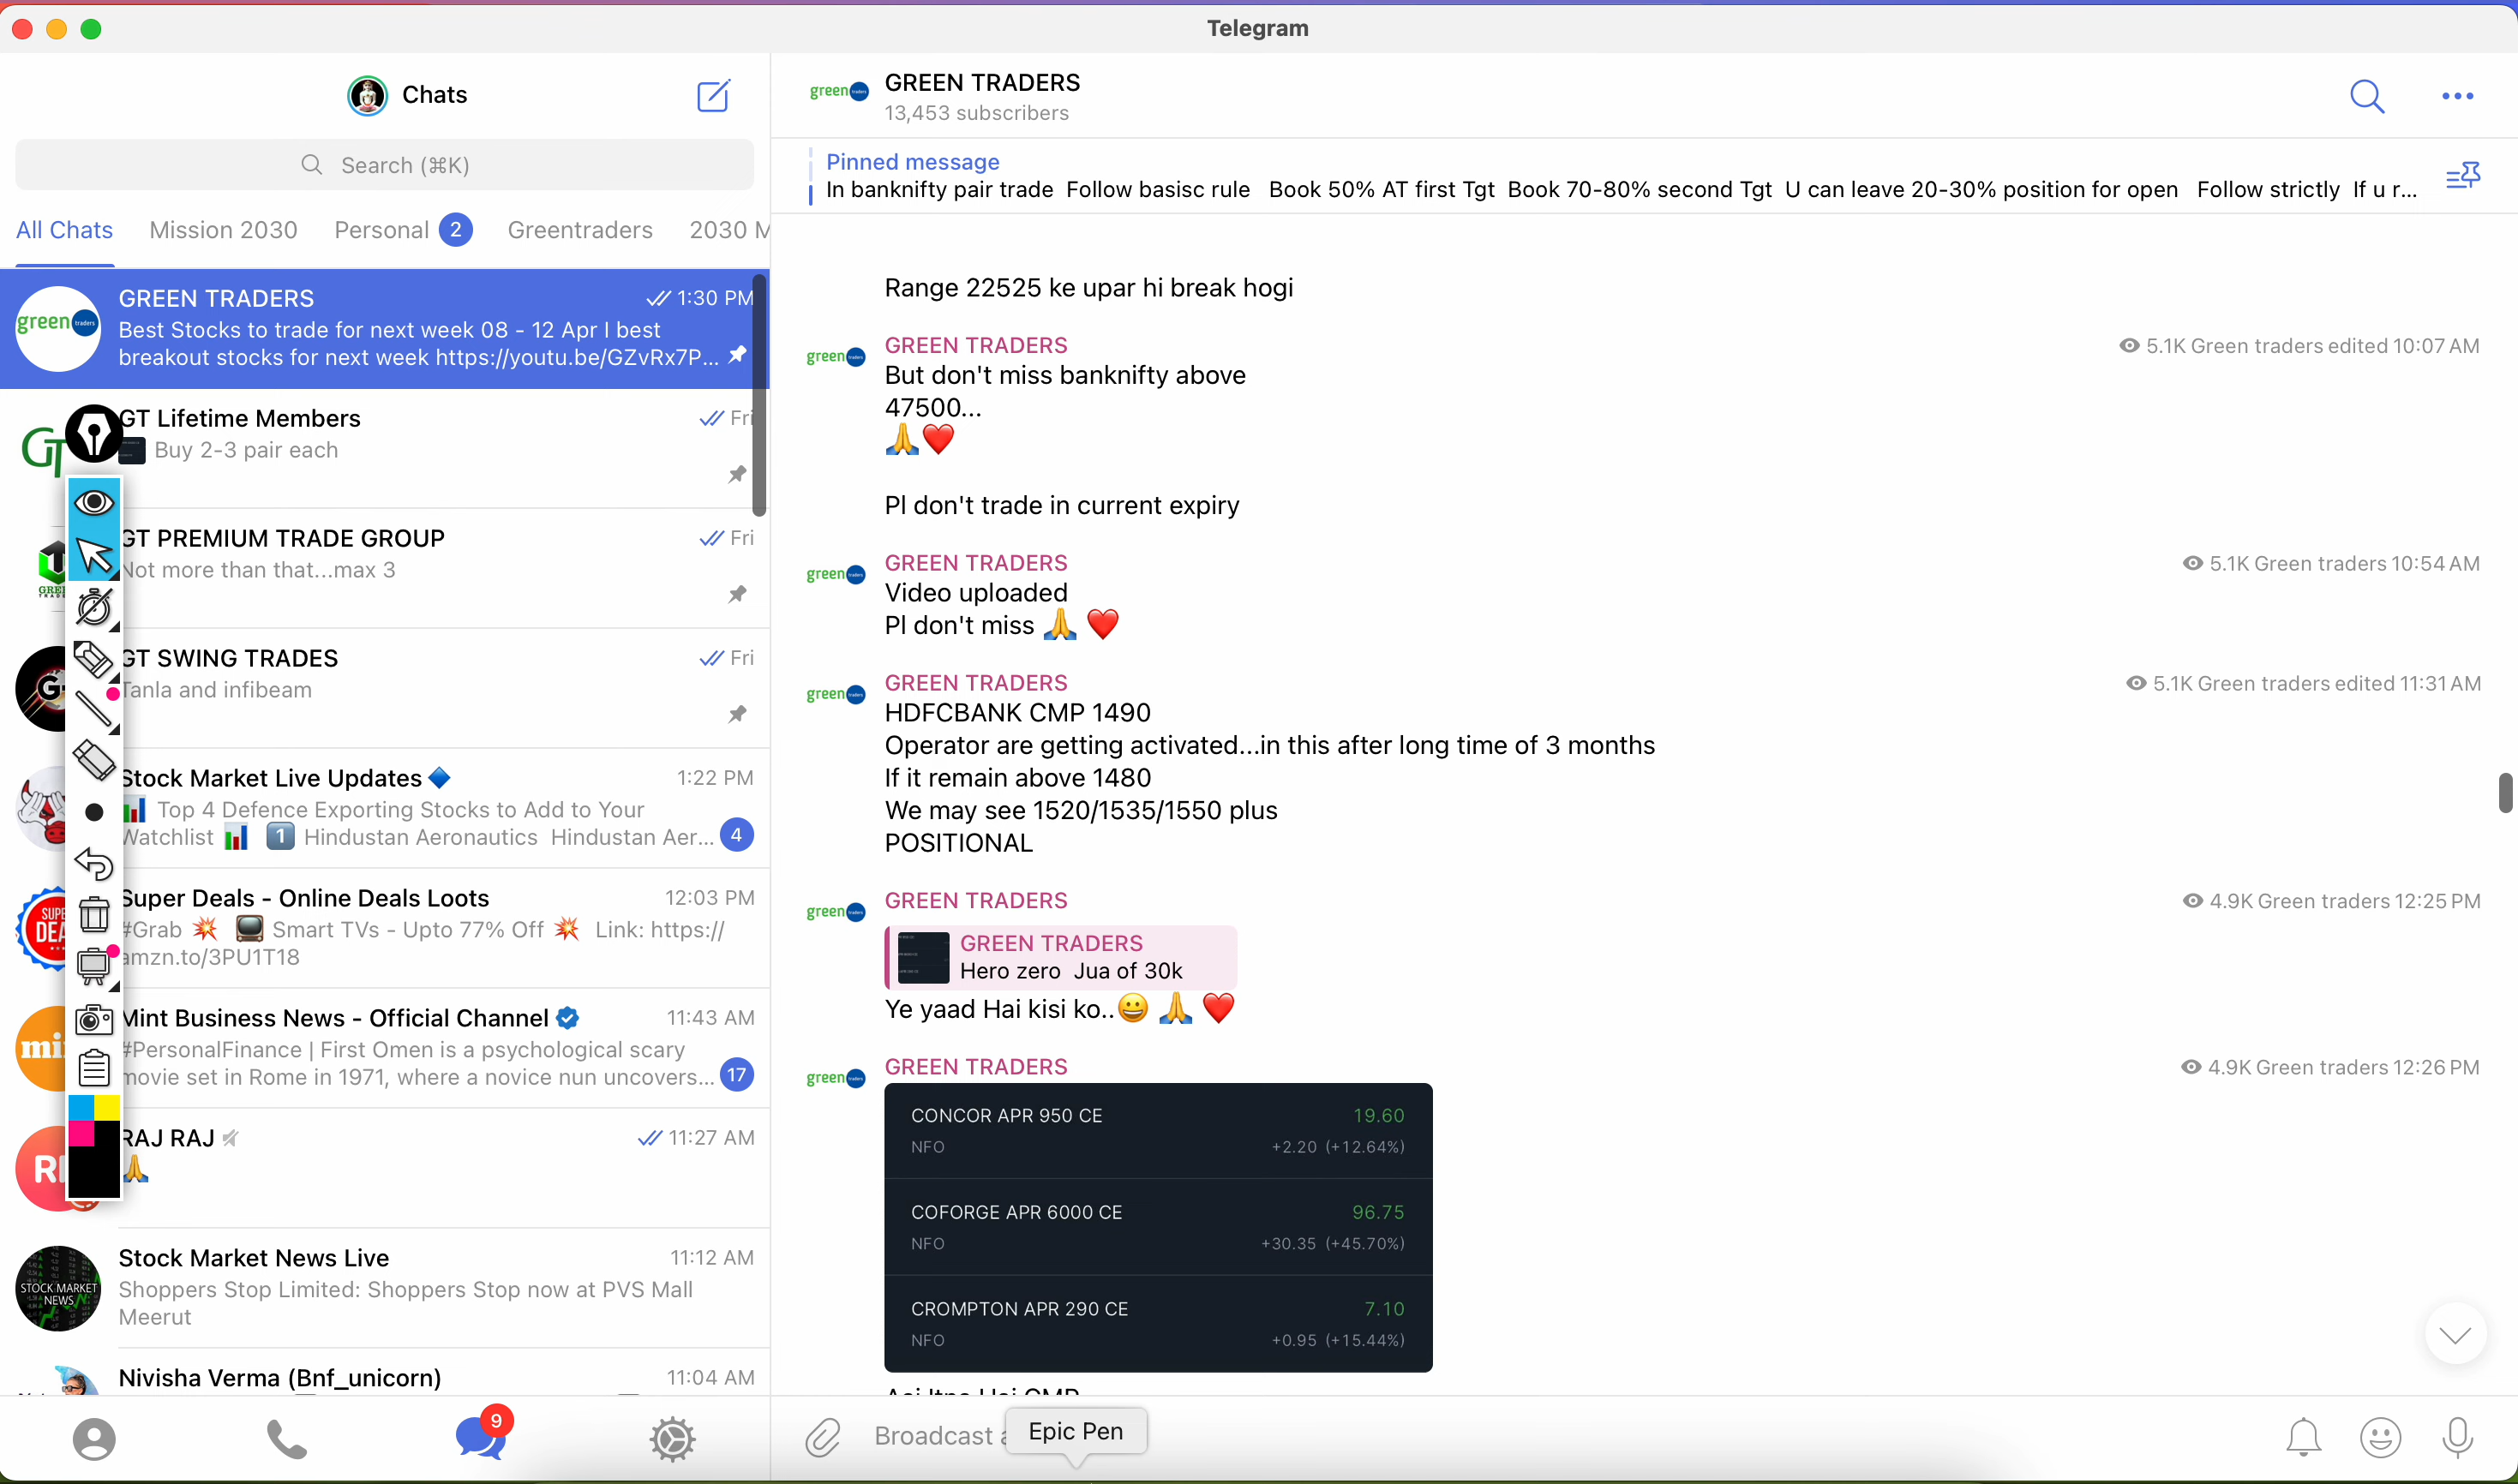 Telegram
Chats
Search (⌘K)
All Chats
Mission 2030
Personal 2
Greentraders
2030 M
GREEN TRADERS
1:30 PM
Best Stocks to trade for next week 08 - 12 Apr I best
breakout stocks for next week https://youtu.be/GZvRx7P...
GT Lifetime Members
Fri
Buy 2-3 pair each
GT PREMIUM TRADE GROUP
Fri
Not more than that...max 3
GT SWING TRADES
Fri
Tanla and infibeam
Stock Market Live Updates
1:22 PM
Top 4 Defence Exporting Stocks to Add to Your
Watchlist 📊 1️⃣ Hindustan Aeronautics Hindustan Aer...
4
Super Deals - Online Deals Loots
12:03 PM
#Grab 💥 📺 Smart TVs - Upto 77% Off 💥 Link: https://
amzn.to/3PU1T18
Mint Business News - Official Channel
11:43 AM
#PersonalFinance | First Omen is a psychological scary
movie set in Rome in 1971, where a novice nun uncovers...
17
RAJ RAJ
11:27 AM
🙏
Stock Market News Live
11:12 AM
STOCK MARKET
NEWS
Shoppers Stop Limited: Shoppers Stop now at PVS Mall
Meerut
Nivisha Verma (Bnf_unicorn)
11:04 AM
9
green traders
GREEN TRADERS
13,453 subscribers
Pinned message
In banknifty pair trade Follow basisc rule Book 50% AT first Tgt Book 70-80% second Tgt U can leave 20-30% position for open Follow strictly If u r...
Range 22525 ke upar hi break hogi
GREEN TRADERS
5.1K Green traders edited 10:07 AM
But don't miss banknifty above
47500...
🙏❤️
Pl don't trade in current expiry
GREEN TRADERS
5.1K Green traders 10:54 AM
Video uploaded
Pl don't miss 🙏 ❤️
GREEN TRADERS
5.1K Green traders edited 11:31 AM
HDFCBANK CMP 1490
Operator are getting activated...in this after long time of 3 months
If it remain above 1480
We may see 1520/1535/1550 plus
POSITIONAL
GREEN TRADERS
4.9K Green traders 12:25 PM
GREEN TRADERS
Hero zero Jua of 30k
Ye yaad Hai kisi ko..😀 🙏 ❤️
GREEN TRADERS
4.9K Green traders 12:26 PM
CONCOR APR 950 CE 19.60
NFO +2.20 (+12.64%)
COFORGE APR 6000 CE 96.75
NFO +30.35 (+45.70%)
CROMPTON APR 290 CE 7.10
NFO +0.95 (+15.44%)
Broadcast
Epic Pen